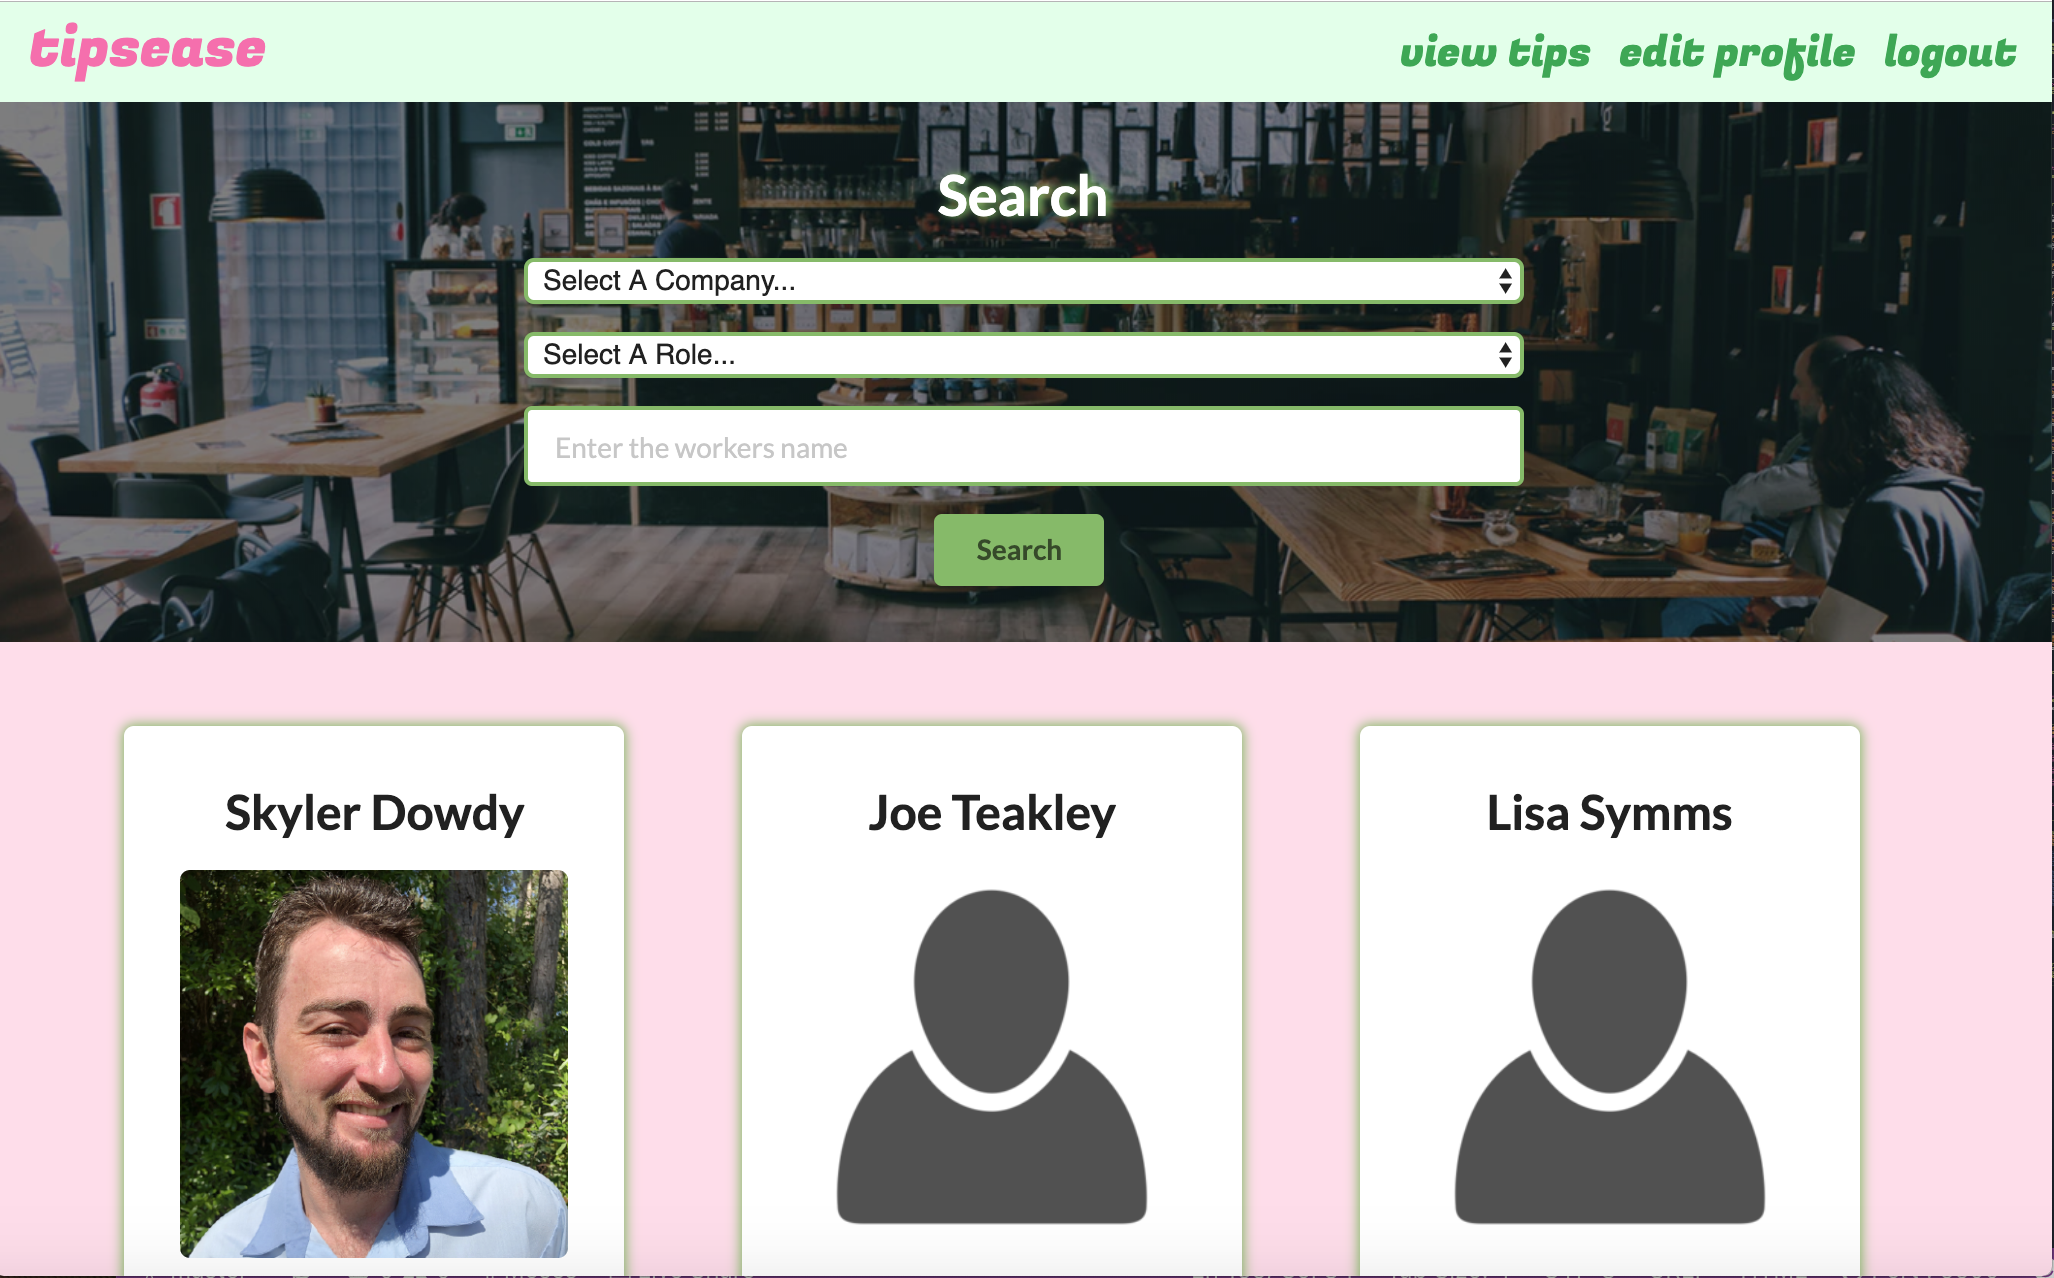 tipsease
view tips edit profile logout
Search
Select A Company...
Select A Role...
Enter the workers name
Search
Skyler Dowdy
Joe Teakley
Lisa Symms